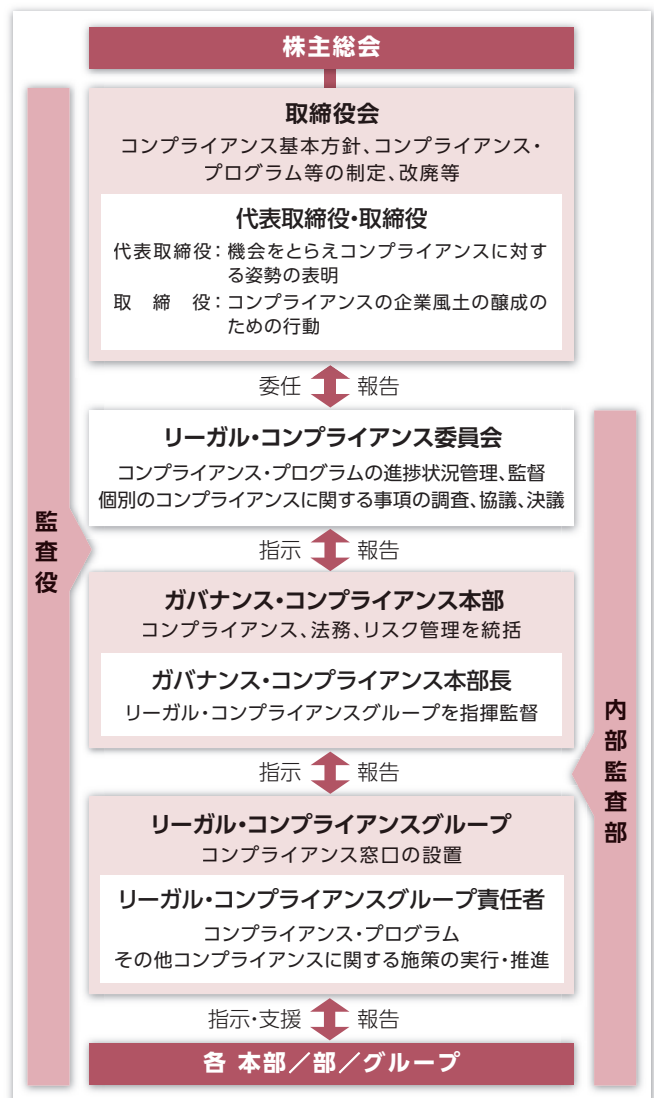 株主総会
取締役会
コンプライアンス基本方針、コンプライアンス・
プログラム等の制定、改廃等
代表取締役・取締役
代表取締役：機会をとらえコンプライアンスに対す
る姿勢の表明
取　締　役：コンプライアンスの企業風土の醸成の
ための行動
委任　報告
リーガル・コンプライアンス委員会
コンプライアンス・プログラムの進捗状況管理、監督
個別のコンプライアンスに関する事項の調査、協議、決議
指示　報告
ガバナンス・コンプライアンス本部
コンプライアンス、法務、リスク管理を統括
ガバナンス・コンプライアンス本部長
リーガル・コンプライアンスグループを指揮監督
指示　報告
リーガル・コンプライアンスグループ
コンプライアンス窓口の設置
リーガル・コンプライアンスグループ責任者
コンプライアンス・プログラム
その他コンプライアンスに関する施策の実行・推進
指示・支援　報告
各 本部／部／グループ
監査役
内部監査部